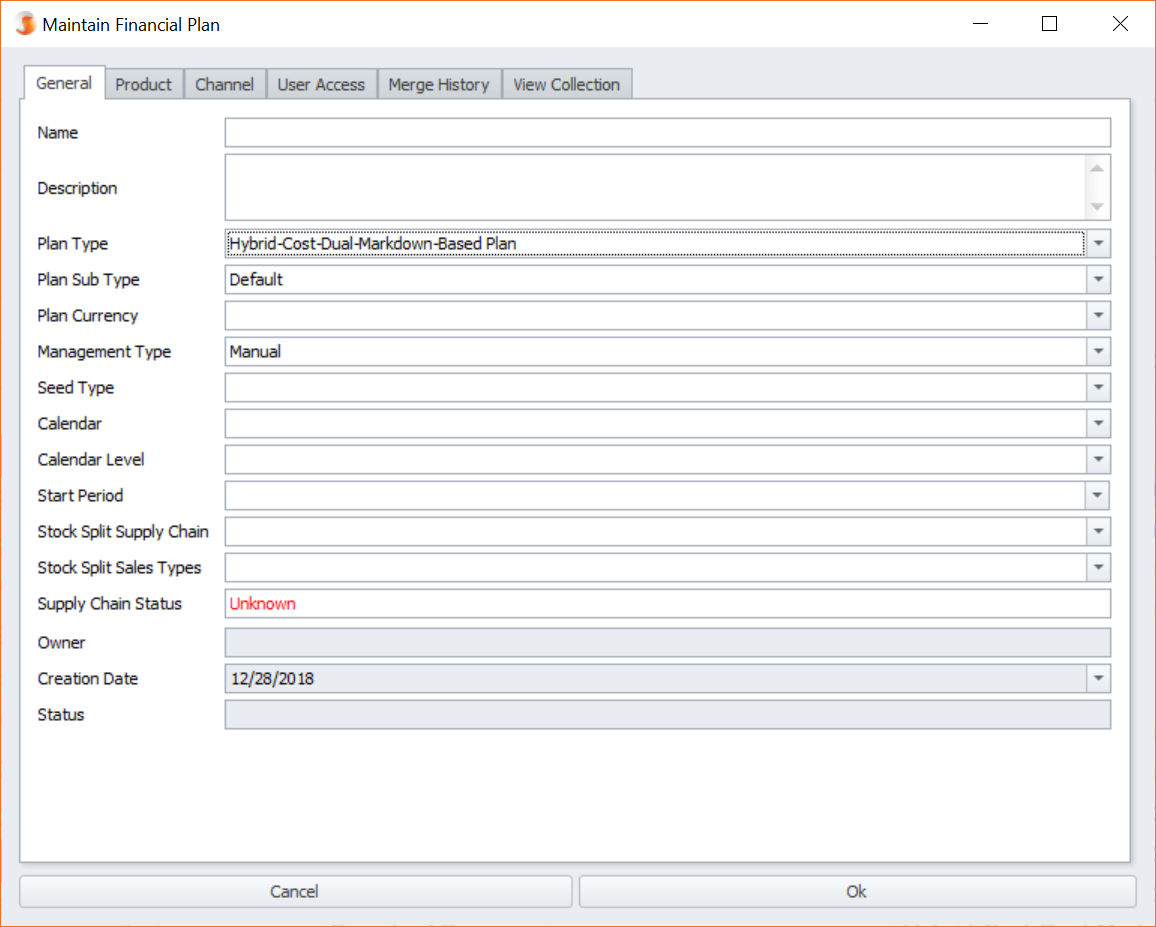 Maintain Financial Plan
General Product Channel User Access Merge History View Collection
Name
Description
Plan Type Hybrid-Cost-Dual-Markdown-Based Plan
Plan Sub Type Default
Plan Currency
Management Type Manual
Seed Type
Calendar
Calendar Level
Start Period
Stock Split Supply Chain
Stock Split Sales Types
Supply Chain Status Unknown
Owner
Creation Date 12/28/2018
Status
Cancel Ok